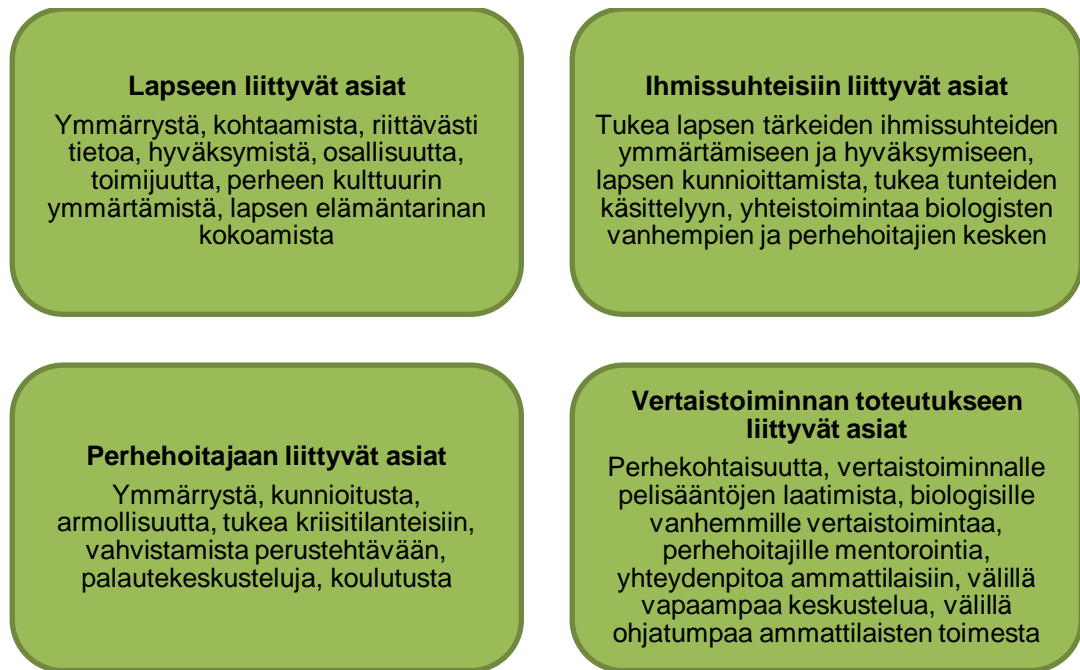 Lapseen liittyvät asiat
Ymmärrystä, kohtaamista, riittävästi
tietoa, hyväksymistä, osallisuutta,
toimijuutta, perheen kulttuurin
ymmärtämistä, lapsen elämäntarinan
kokoamista
Ihmissuhteisiin liittyvät asiat
Tukea lapsen tärkeiden ihmissuhteiden
ymmärtämiseen ja hyväksymiseen,
lapsen kunnioittamista, tukea tunteiden
käsittelyyn, yhteistoimintaa biologisten
vanhempien ja perhehoitajien kesken
Perhehoitajaan liittyvät asiat
Ymmärrystä, kunnioitusta,
armollisuutta, tukea kriisitilanteisiin,
vahvistamista perustehtävään,
palautekeskusteluja, koulutusta
Vertaistoiminnan toteutukseen
liittyvät asiat
Perhekohtaisuutta, vertaistoiminnalle
pelisääntöjen laatimista, biologisille
vanhemmille vertaistoimintaa,
perhehoitajille mentorointia,
yhteydenpitoa ammattilaisiin, välillä
vapaampaa keskustelua, välillä
ohjatumpaa ammattilaisten toimesta